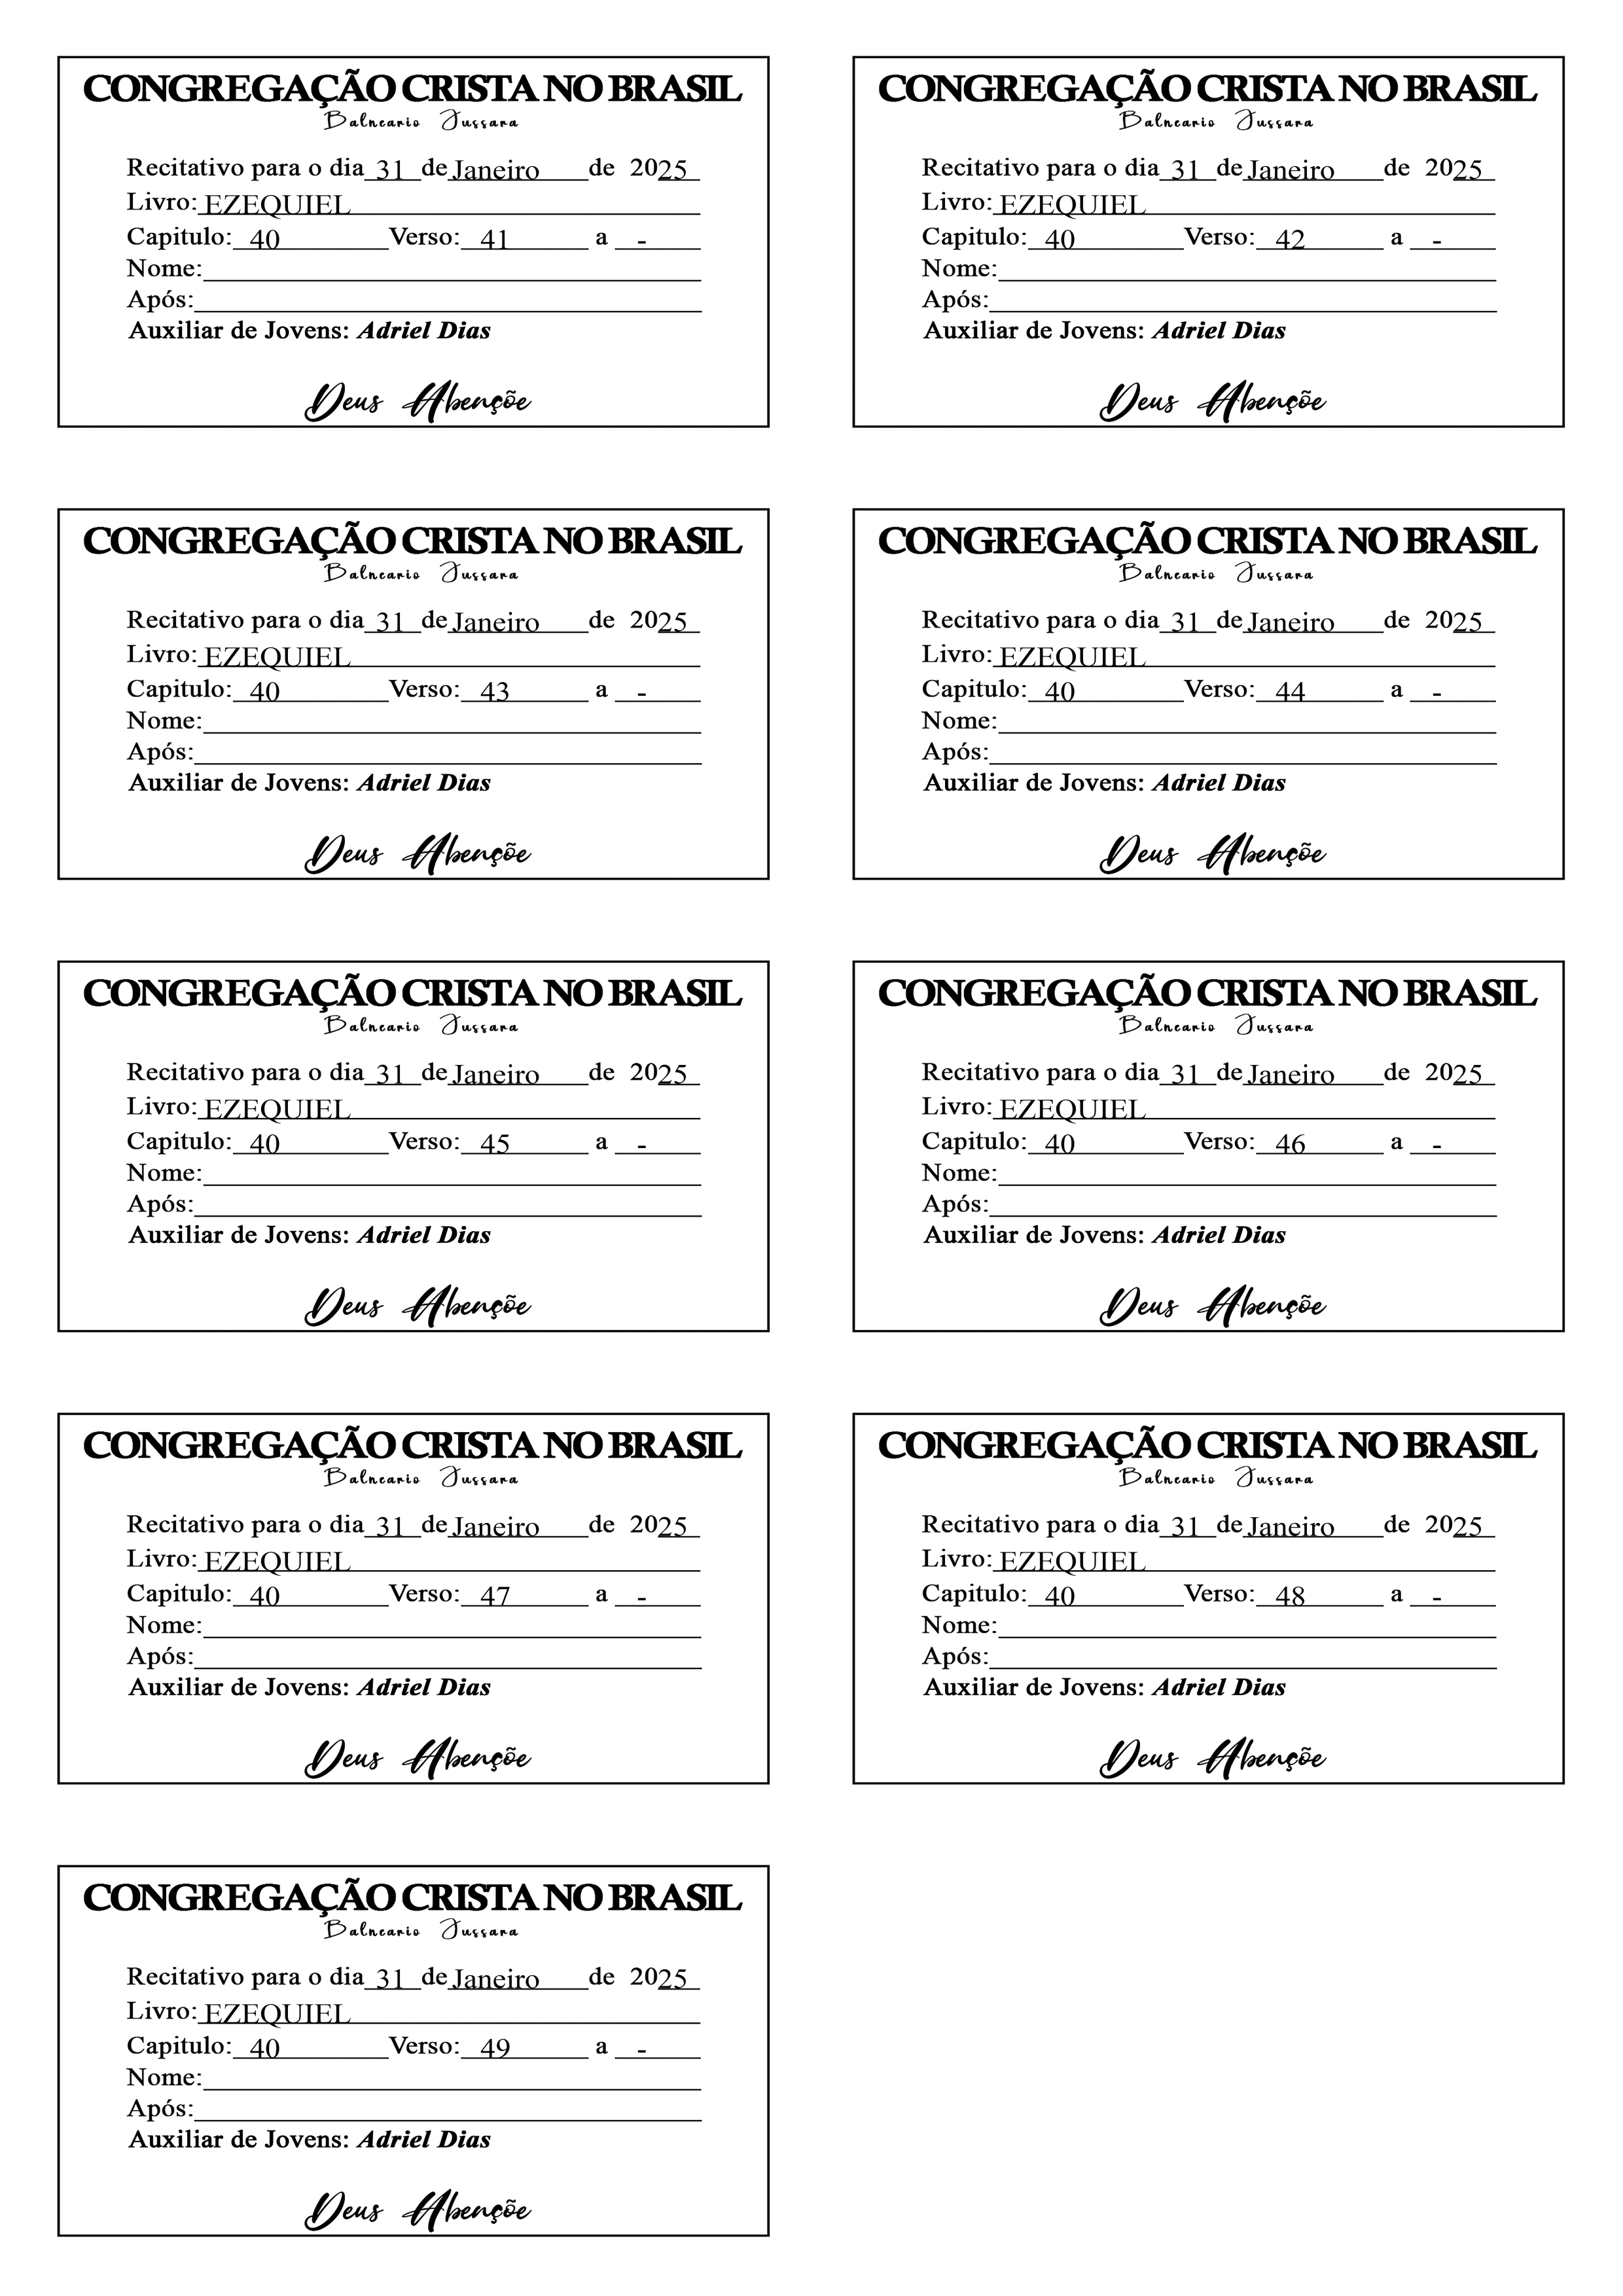 CONGREGAÇÃO CRISTA NO BRASIL
Balneario Jussara
Recitativo para o dia 31 de Janeiro de 2025
Livro: EZEQUIEL
Capitulo: 40 Verso: 41 a -
Nome:
Após:
Auxiliar de Jovens: Adriel Dias
Deus Abençõe
CONGREGAÇÃO CRISTA NO BRASIL
Balneario Jussara
Recitativo para o dia 31 de Janeiro de 2025
Livro: EZEQUIEL
Capitulo: 40 Verso: 42 a -
Nome:
Após:
Auxiliar de Jovens: Adriel Dias
Deus Abençõe
CONGREGAÇÃO CRISTA NO BRASIL
Balneario Jussara
Recitativo para o dia 31 de Janeiro de 2025
Livro: EZEQUIEL
Capitulo: 40 Verso: 43 a -
Nome:
Após:
Auxiliar de Jovens: Adriel Dias
Deus Abençõe
CONGREGAÇÃO CRISTA NO BRASIL
Balneario Jussara
Recitativo para o dia 31 de Janeiro de 2025
Livro: EZEQUIEL
Capitulo: 40 Verso: 44 a -
Nome:
Após:
Auxiliar de Jovens: Adriel Dias
Deus Abençõe
CONGREGAÇÃO CRISTA NO BRASIL
Balneario Jussara
Recitativo para o dia 31 de Janeiro de 2025
Livro: EZEQUIEL
Capitulo: 40 Verso: 45 a -
Nome:
Após:
Auxiliar de Jovens: Adriel Dias
Deus Abençõe
CONGREGAÇÃO CRISTA NO BRASIL
Balneario Jussara
Recitativo para o dia 31 de Janeiro de 2025
Livro: EZEQUIEL
Capitulo: 40 Verso: 46 a -
Nome:
Após:
Auxiliar de Jovens: Adriel Dias
Deus Abençõe
CONGREGAÇÃO CRISTA NO BRASIL
Balneario Jussara
Recitativo para o dia 31 de Janeiro de 2025
Livro: EZEQUIEL
Capitulo: 40 Verso: 47 a -
Nome:
Após:
Auxiliar de Jovens: Adriel Dias
Deus Abençõe
CONGREGAÇÃO CRISTA NO BRASIL
Balneario Jussara
Recitativo para o dia 31 de Janeiro de 2025
Livro: EZEQUIEL
Capitulo: 40 Verso: 48 a -
Nome:
Após:
Auxiliar de Jovens: Adriel Dias
Deus Abençõe
CONGREGAÇÃO CRISTA NO BRASIL
Balneario Jussara
Recitativo para o dia 31 de Janeiro de 2025
Livro: EZEQUIEL
Capitulo: 40 Verso: 49 a -
Nome:
Após:
Auxiliar de Jovens: Adriel Dias
Deus Abençõe